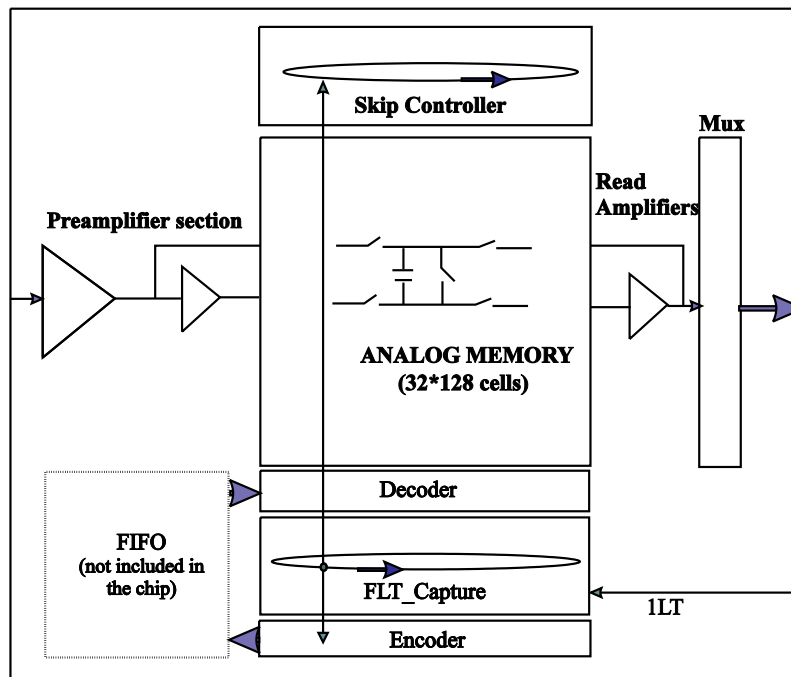 Skip Controller
Mux
Read
Amplifiers
Preamplifier section
ANALOG MEMORY
(32*128 cells)
Decoder
FIFO
(not included in
the chip)
FLT_Capture
1LT
Encoder